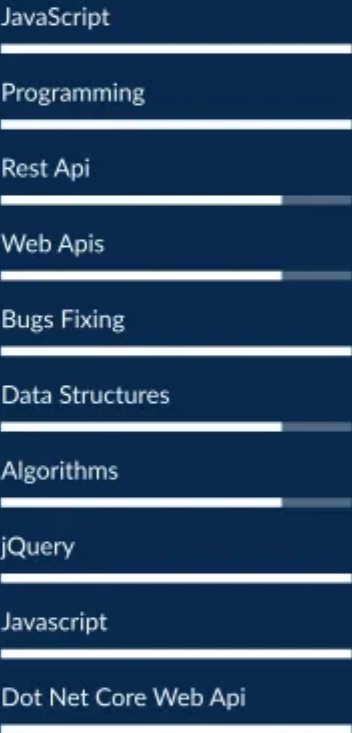 JavaScript
Programming
Rest Api
Web Apis
Bugs Fixing
Data Structures
Algorithms
jQuery
Javascript
Dot Net Core Web Api